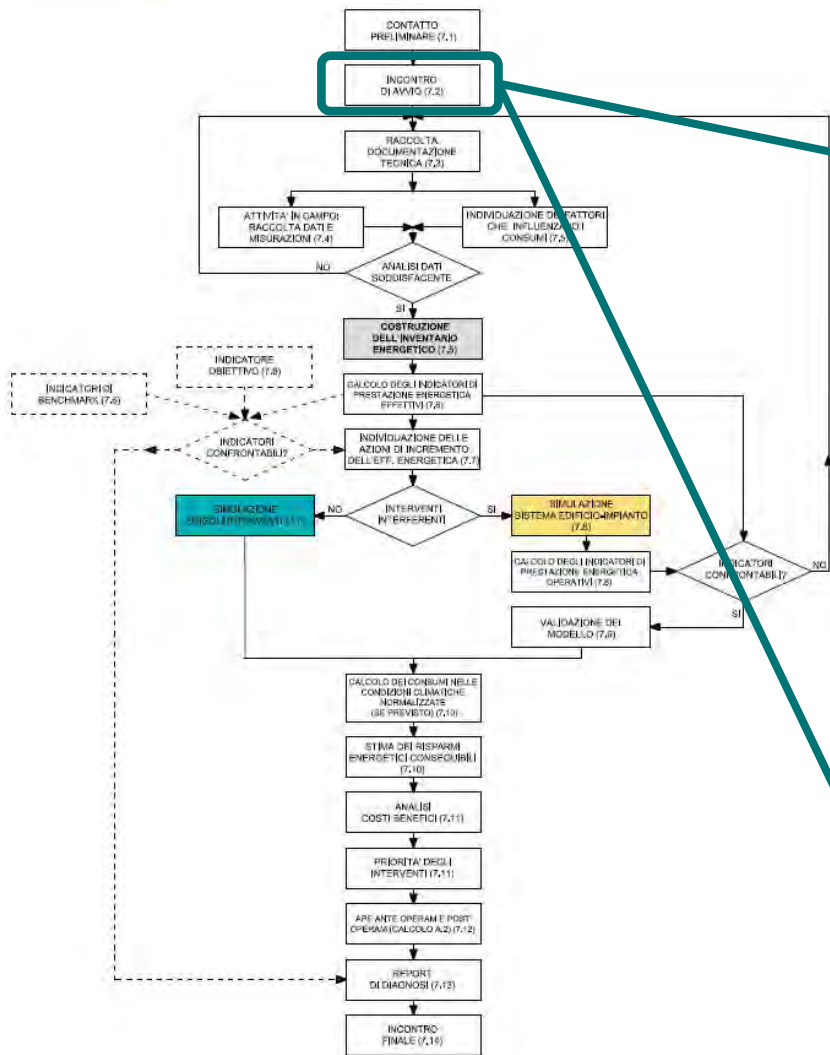 CONTATTO
PRELIMINARE (7.1)
INCONTRO
DI AVVIO (7.2)
RACCOLTA
DOCUMENTAZIONE
TECNICA (7.3)
ATTIVITA' IN CAMPO:
RACCOLTA DATI E
MISURAZIONI (7.4)
INDIVIDUAZIONE DEI FATTORI
CHE INFLUENZANO I
CONSUMI (7.5)
NO
ANALISI DATI
SODDISFACENTE
SI
COSTRUZIONE
DELL'INVENTARIO
ENERGETICO (7.5)
INDICATORE
OBIETTIVO (7.8)
INDICATORI DI
BENCHMARK (7.6)
CALCOLO DEGLI INDICATORI DI
PRESTAZIONE ENERGETICA
EFFETTIVI (7.6)
INDICATORI
CONFRONTABILI?
INDIVIDUAZIONE DELLE
AZIONI DI INCREMENTO
DELL'EFF. ENERGETICA (7.7)
SIMULAZIONE
NO
INTERVENTI
INTERFERENTI
SI
SIMULAZIONE
SISTEMA EDIFICIO-IMPIANTO
(7.8)
CALCOLO DEGLI INDICATORI DI
PRESTAZIONE ENERGETICA
OPERATIVI (7.8)
INDICATORI
CONFRONTABILI?
NO
SI
VALIDAZIONE DEL
MODELLO (7.9)
CALCOLO DEI CONSUMI NELLE
CONDIZIONI CLIMATICHE
NORMALIZZATE
(SE PREVISTO) (7.10)
STIMA DEI RISPARMI
ENERGETICI CONSEGUIBILI
(7.10)
ANALISI
COSTI BENEFICI (7.11)
PRIORITA' DEGLI
INTERVENTI (7.11)
APE ANTE OPERAM E POST
OPERAM (CALCOLO A.2) (7.12)
REPORT
DI DIAGNOSI (7.13)
INCONTRO
FINALE (7.14)